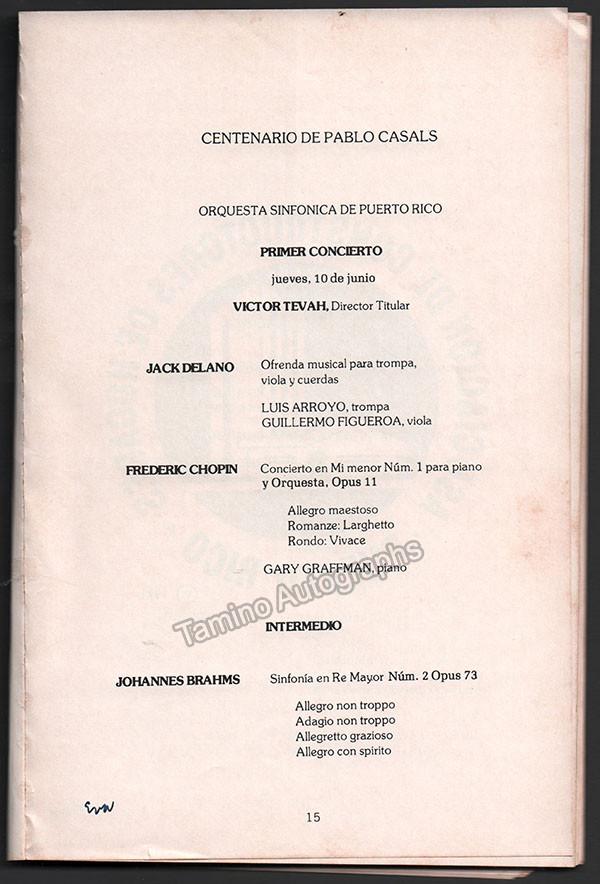 CENTENARIO DE PABLO CASALS
ORQUESTA SINFONICA DE PUERTO RICO
PRIMER CONCIERTO
jueves, 10 de junio
VICTOR TEVAH, Director Titular
JACK DELANO Ofrenda musical para trompa,
viola y cuerdas
LUIS ARROYO, trompa
GUILLERMO FIGUEROA, viola
FREDERIC CHOPIN Concierto en Mi menor Núm. 1 para piano
y Orquesta, Opus 11
Allegro maestoso
Romanze: Larghetto
Rondo: Vivace
GARY GRAFFMAN, piano
Tamino Autographs
INTERMEDIO
JOHANNES BRAHMS Sinfonía en Re Mayor Núm. 2 Opus 73
Allegro non troppo
Adagio non troppo
Allegretto grazioso
Allegro con spirito
15